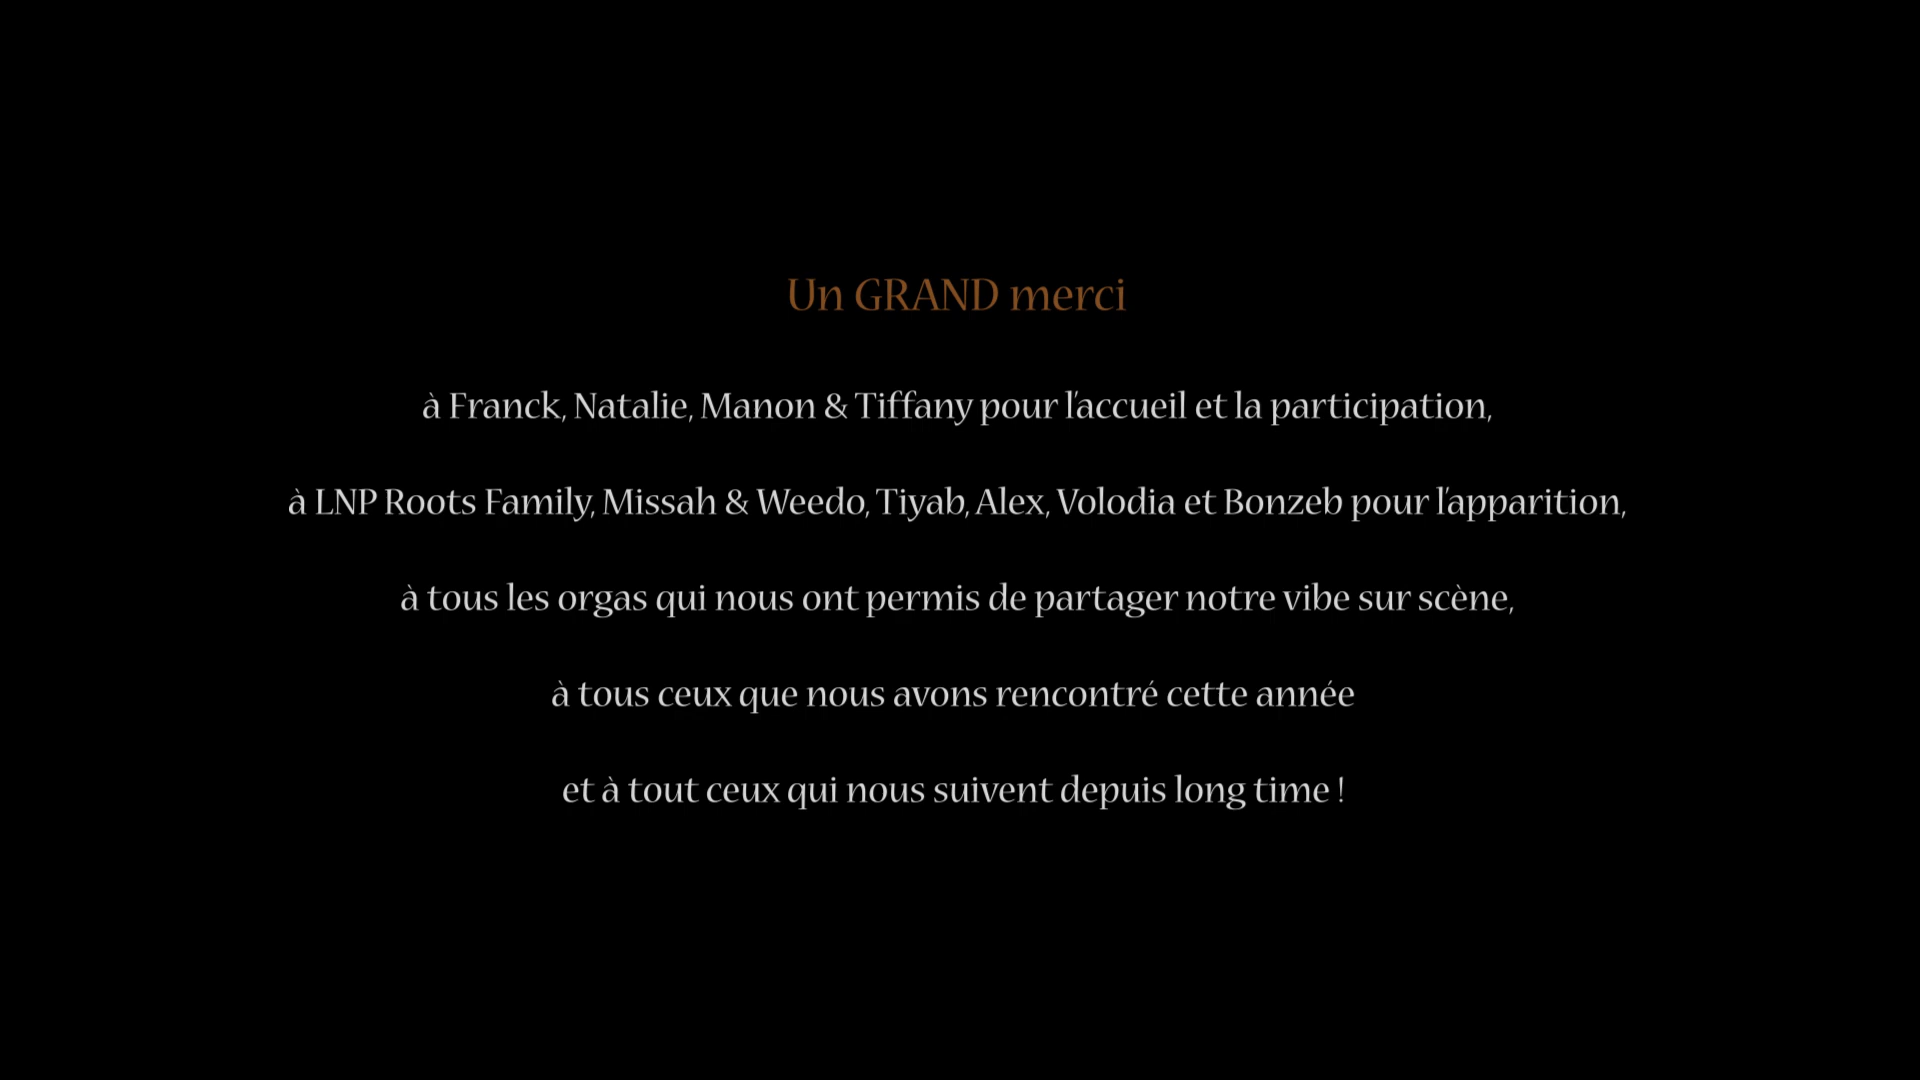 Un GRAND merci
à Franck, Natalie, Manon & Tiffany pour l'accueil et la participation,
à LNP Roots Family, Missah & Weedo, Tiyab, Alex, Volodia et Bonzeb pour l'apparition,
à tous les orgas qui nous ont permis de partager notre vibe sur scène,
à tous ceux que nous avons rencontré cette année
et à tout ceux qui nous suivent depuis long time !